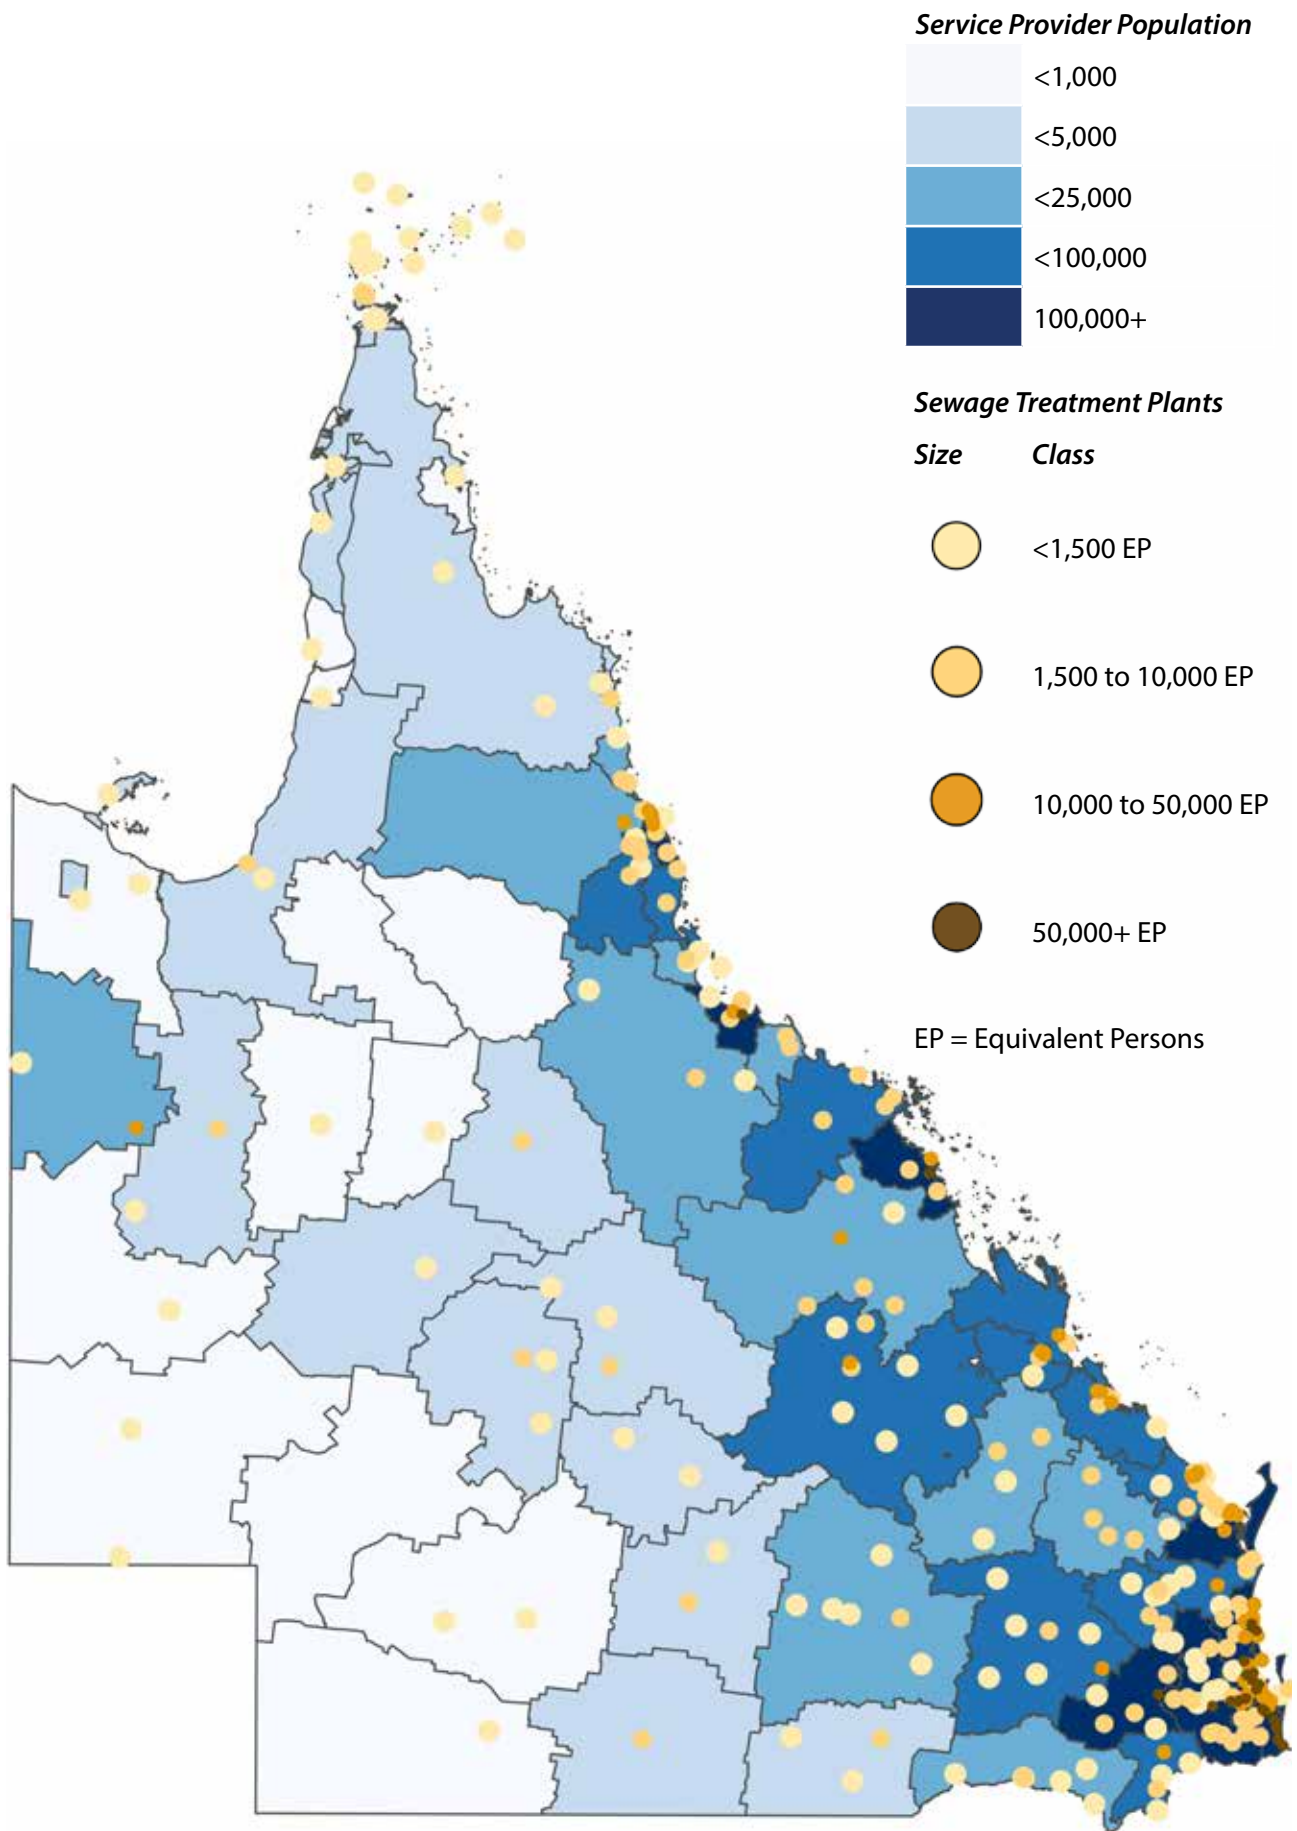 Service Provider Population
<1,000
<5,000
<25,000
<100,000
100,000+
Sewage Treatment Plants
Size Class
<1,500 EP
1,500 to 10,000 EP
10,000 to 50,000 EP
50,000+ EP
EP = Equivalent Persons